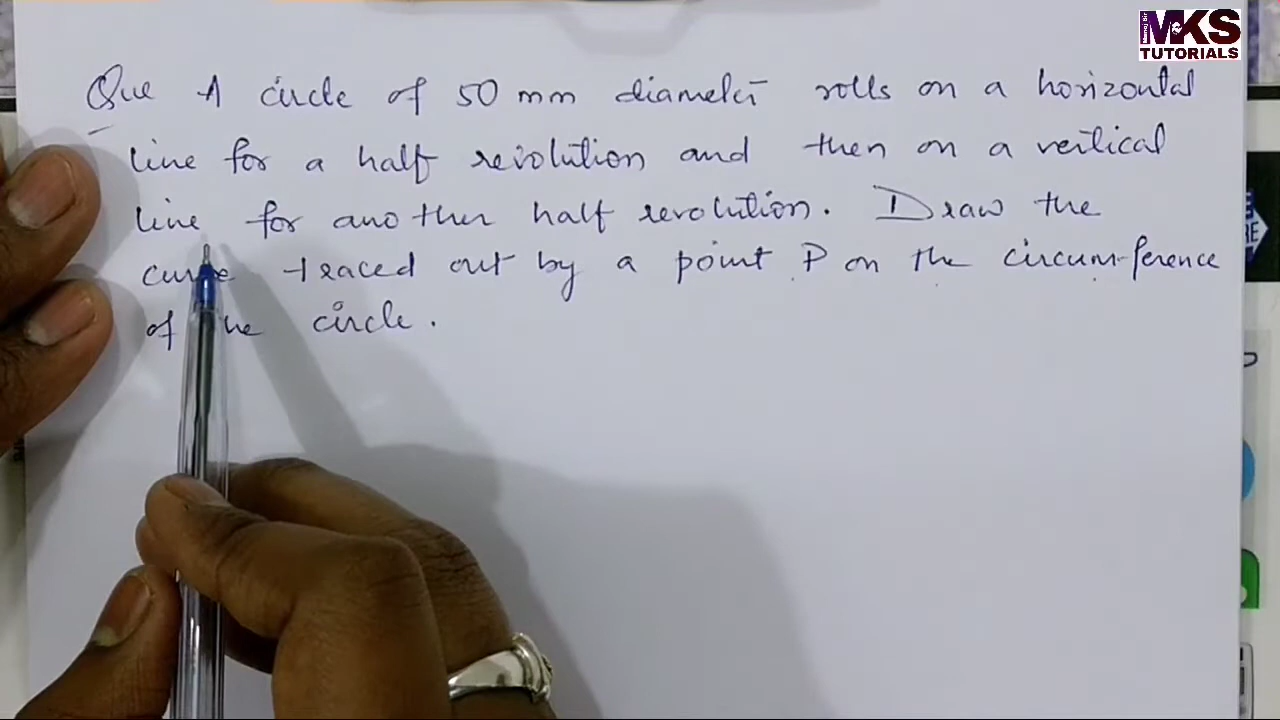 MKS
TUTORIALS
Que A circle of 50 mm diameter rolls on a horizontal
line for a half revolution and then on a vertical
line for another half revolution. Draw the
curve traced out by a point P on the circumference
of the circle.